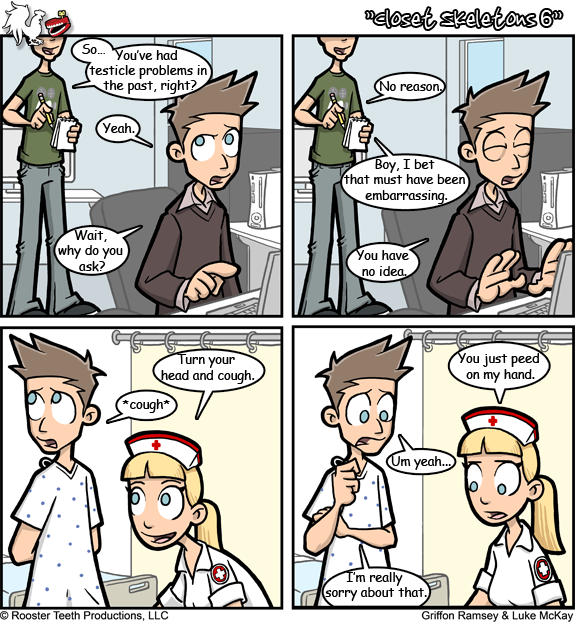 "closet skeletons 6"
So...
You've had
testicle problems in
the past, right?
Yeah.
Wait,
why do you
ask?
No reason.
Boy, I bet
that must have been
embarrassing.
You have
no idea.
Turn your
head and cough.
*cough*
You just peed
on my hand.
Um yeah...
I'm really
sorry about that.
© Rooster Teeth Productions, LLC
Griffon Ramsey & Luke McKay